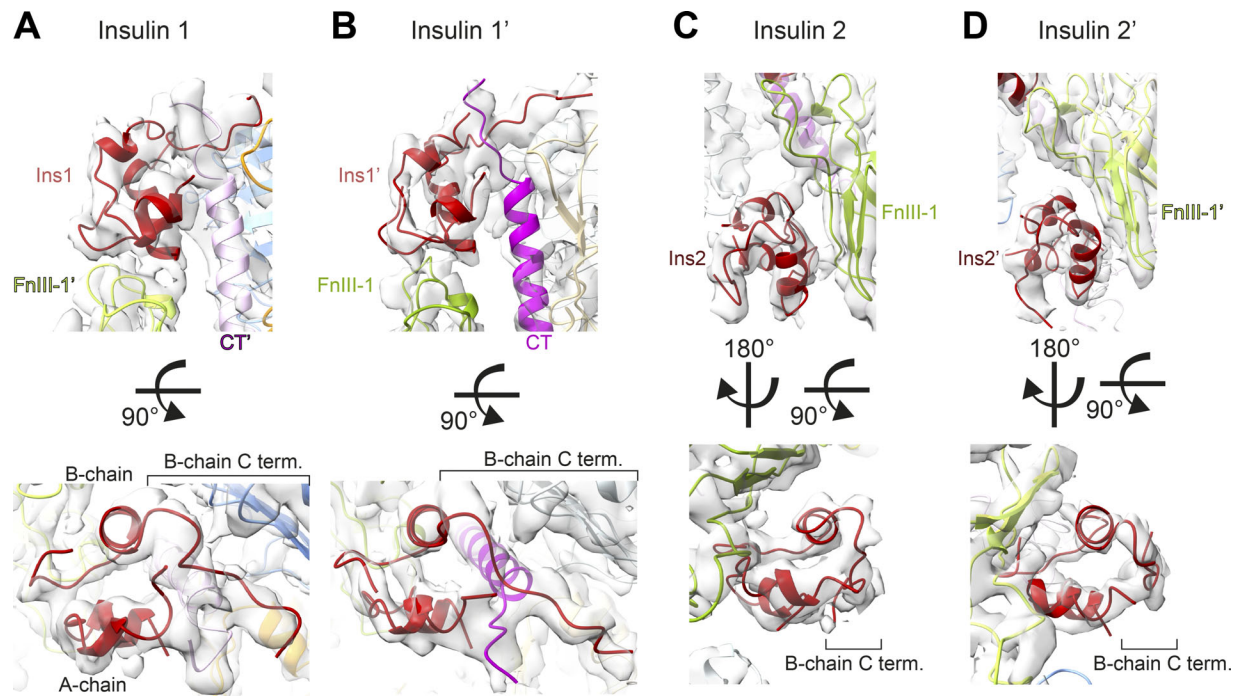 A Insulin 1
B Insulin 1’
C Insulin 2
D Insulin 2’
Ins1
FnIII-1’
CT’
Ins1’
FnIII-1
CT
Ins2
FnIII-1
Ins2’
FnIII-1’
90°
90°
180°
90°
180°
90°
B-chain
B-chain C term.
A-chain
B-chain C term.
B-chain C term.
B-chain C term.